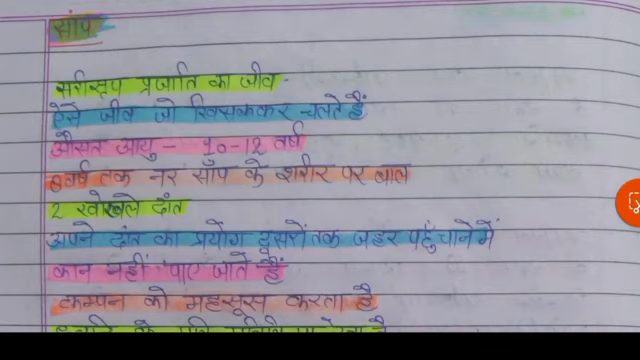 सांप
सरीसृप प्रजाति का जीव
ऐसे जीव जो खिसककर चलते हैं
औसत आयु - 10-12 वर्ष
वर्ष तक नर साँप के शरीर पर बाल
2 खोखले दांत
अपने दांत का प्रयोग दूसरों तक जहर पहुंचाने में
कान नहीं पाए जाते हैं
कम्पन को महसूस करता है